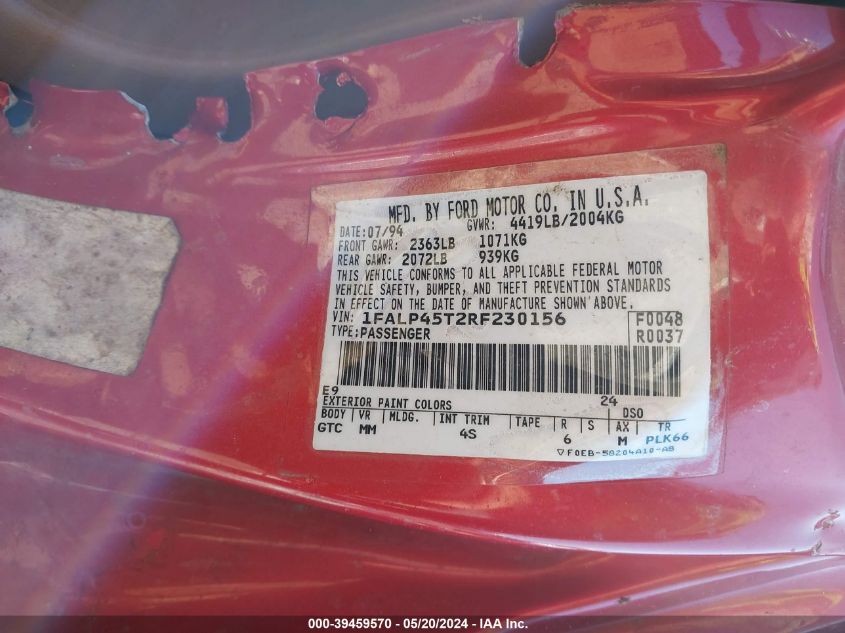 MFD. BY FORD MOTOR CO. IN U.S.A.
DATE: 07/94 GVWR: 4419LB/2004KG
FRONT GAWR: 2363LB 1071KG
REAR GAWR: 2072LB 939KG
THIS VEHICLE CONFORMS TO ALL APPLICABLE FEDERAL MOTOR
VEHICLE SAFETY, BUMPER, AND THEFT PREVENTION STANDARDS
IN EFFECT ON THE DATE OF MANUFACTURE SHOWN ABOVE.
VIN: 1FALP45T2RF230156 F0048
TYPE: PASSENGER R0037
E9 24
EXTERIOR PAINT COLORS DSO
BODY VR MLDG. INT TRIM TAPE R S AX TR
GTC MM 4S 6 M PLK66
▽F0EB-58204A10-AB
000-39459570 - 05/20/2024 - IAA Inc.